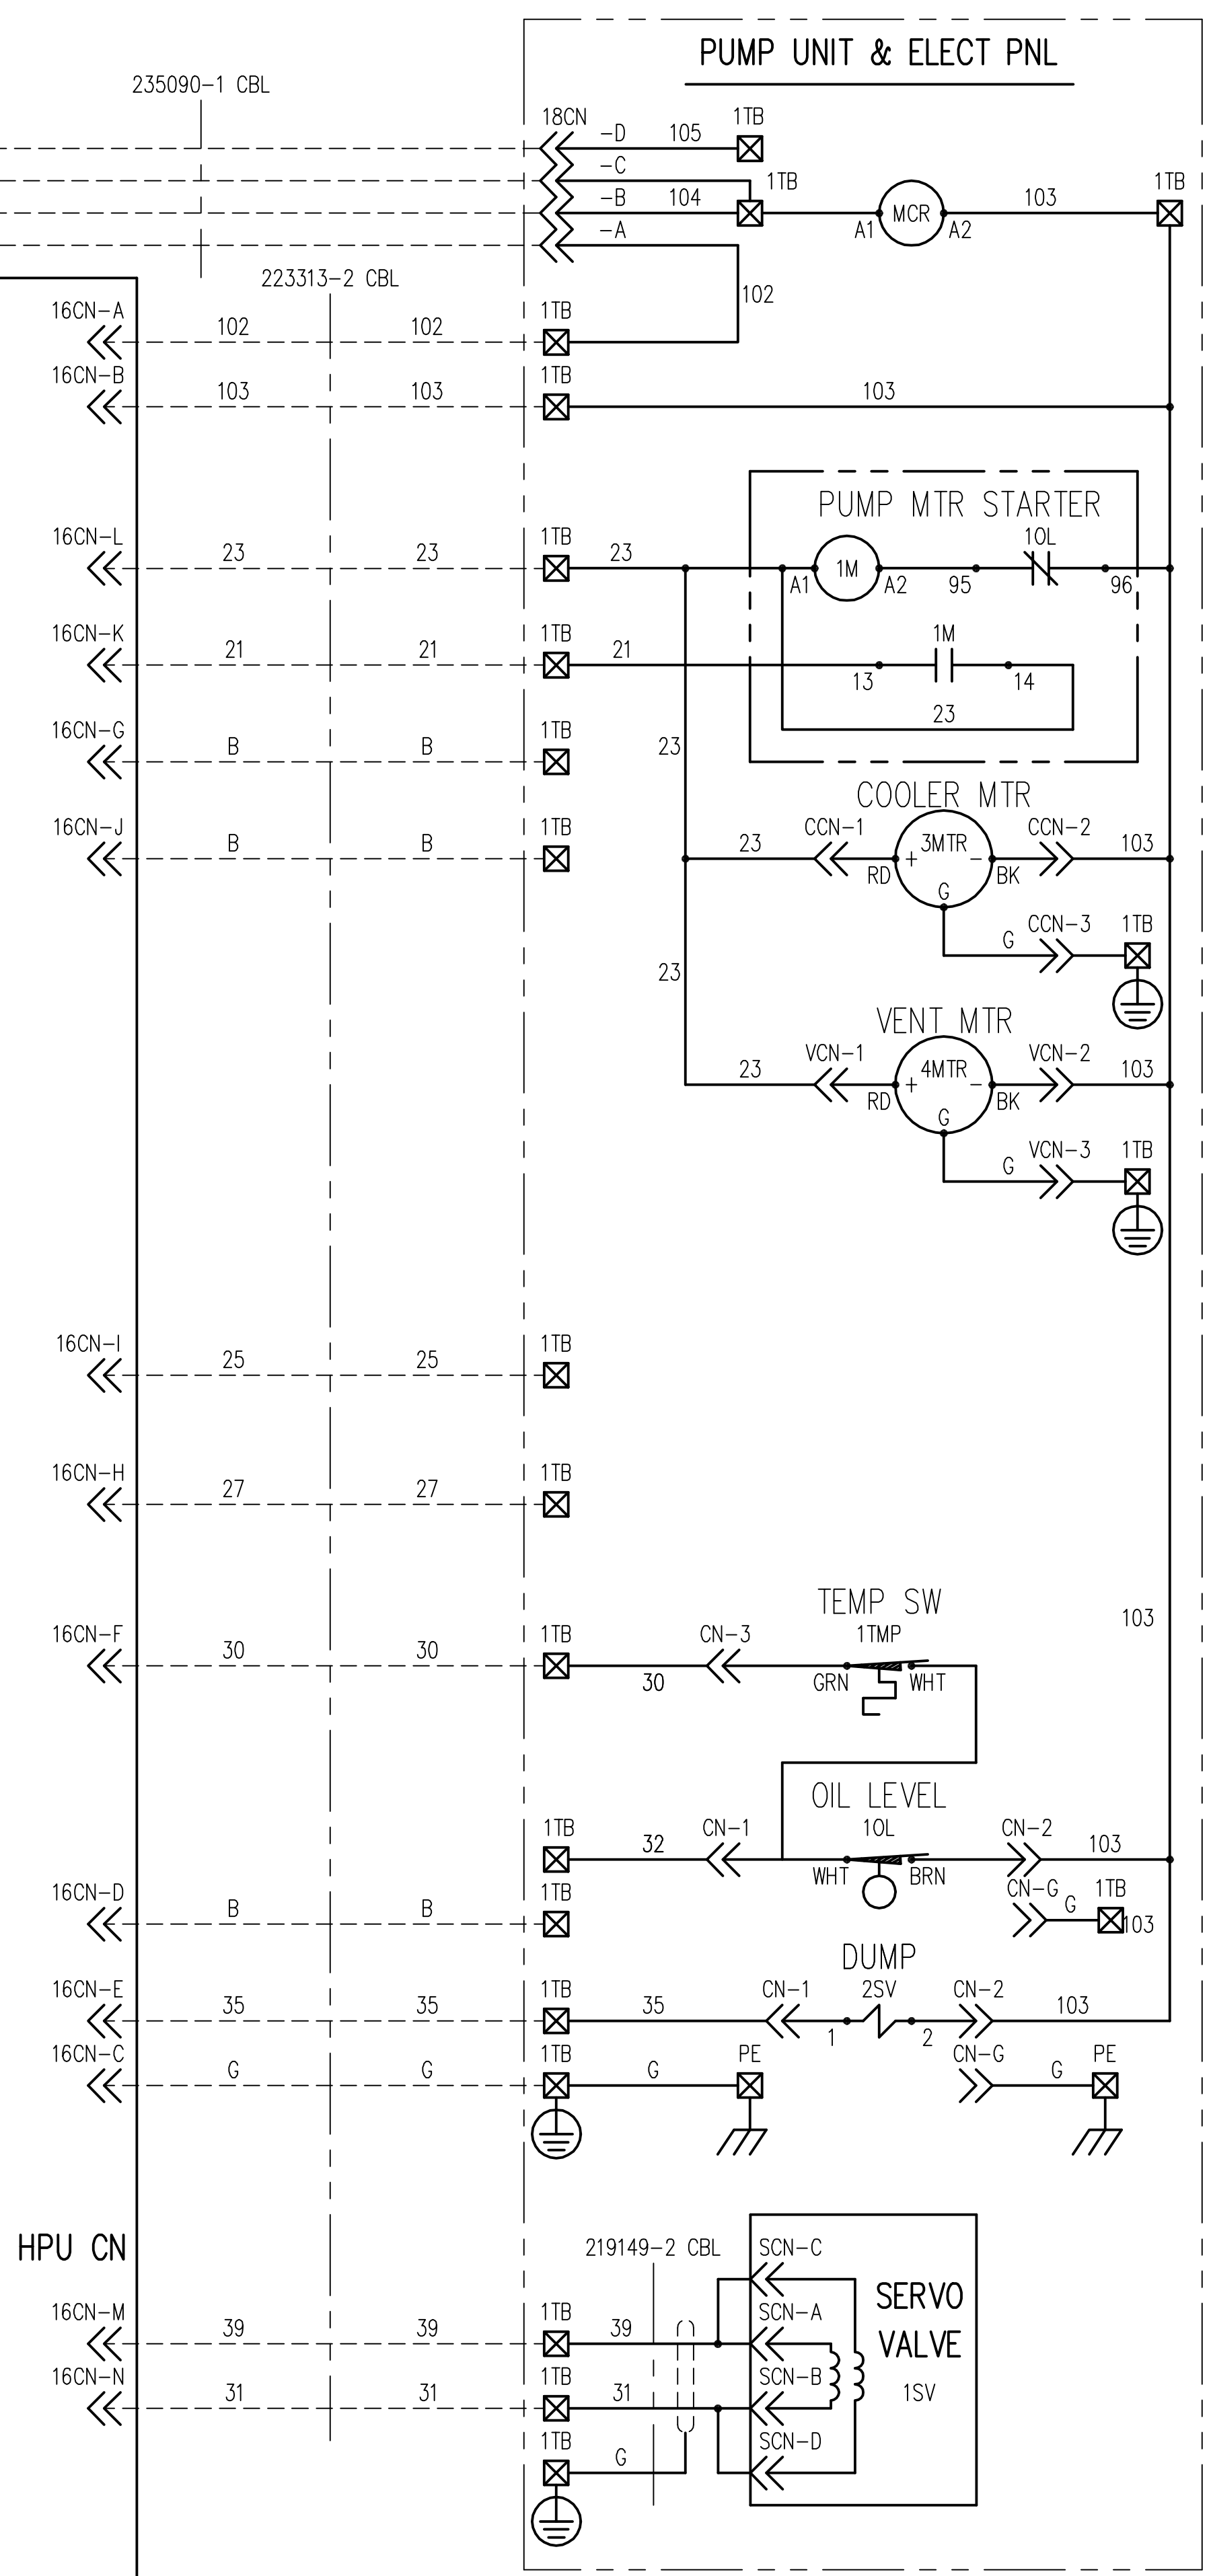 PUMP UNIT & ELECT PNL
235090-1 CBL
18CN
-D 105 1TB
-C
1TB
-B 104 MCR 103 1TB
A1 A2
-A
223313-2 CBL
102
16CN-A 102 102 1TB
16CN-B 103 103 1TB 103
PUMP MTR STARTER
16CN-L 23 23 1TB 23 A1 1M A2 95 1OL 96
16CN-K 21 21 1TB 21 13 1M 14
23
16CN-G B B 1TB
23
COOLER MTR
16CN-J B B 1TB
23 CCN-1 RD + 3MTR - BK CCN-2 103
G
G CCN-3 1TB
23
VENT MTR
23 VCN-1 RD + 4MTR - BK VCN-2 103
G
G VCN-3 1TB
16CN-I 25 25 1TB
16CN-H 27 27 1TB
TEMP SW
103
16CN-F 30 30 1TB 30 CN-3 GRN 1TMP WHT
OIL LEVEL
1TB 32 CN-1 WHT 1OL BRN CN-2 103
CN-G G 1TB
103
16CN-D B B 1TB
DUMP
16CN-E 35 35 1TB 35 CN-1 1 2SV 2 CN-2 103
16CN-C G G 1TB G PE CN-G G PE
HPU CN
219149-2 CBL
SCN-C
SERVO
VALVE
1SV
16CN-M 39 39 1TB 39 SCN-A
16CN-N 31 31 1TB 31 SCN-B
1TB G SCN-D